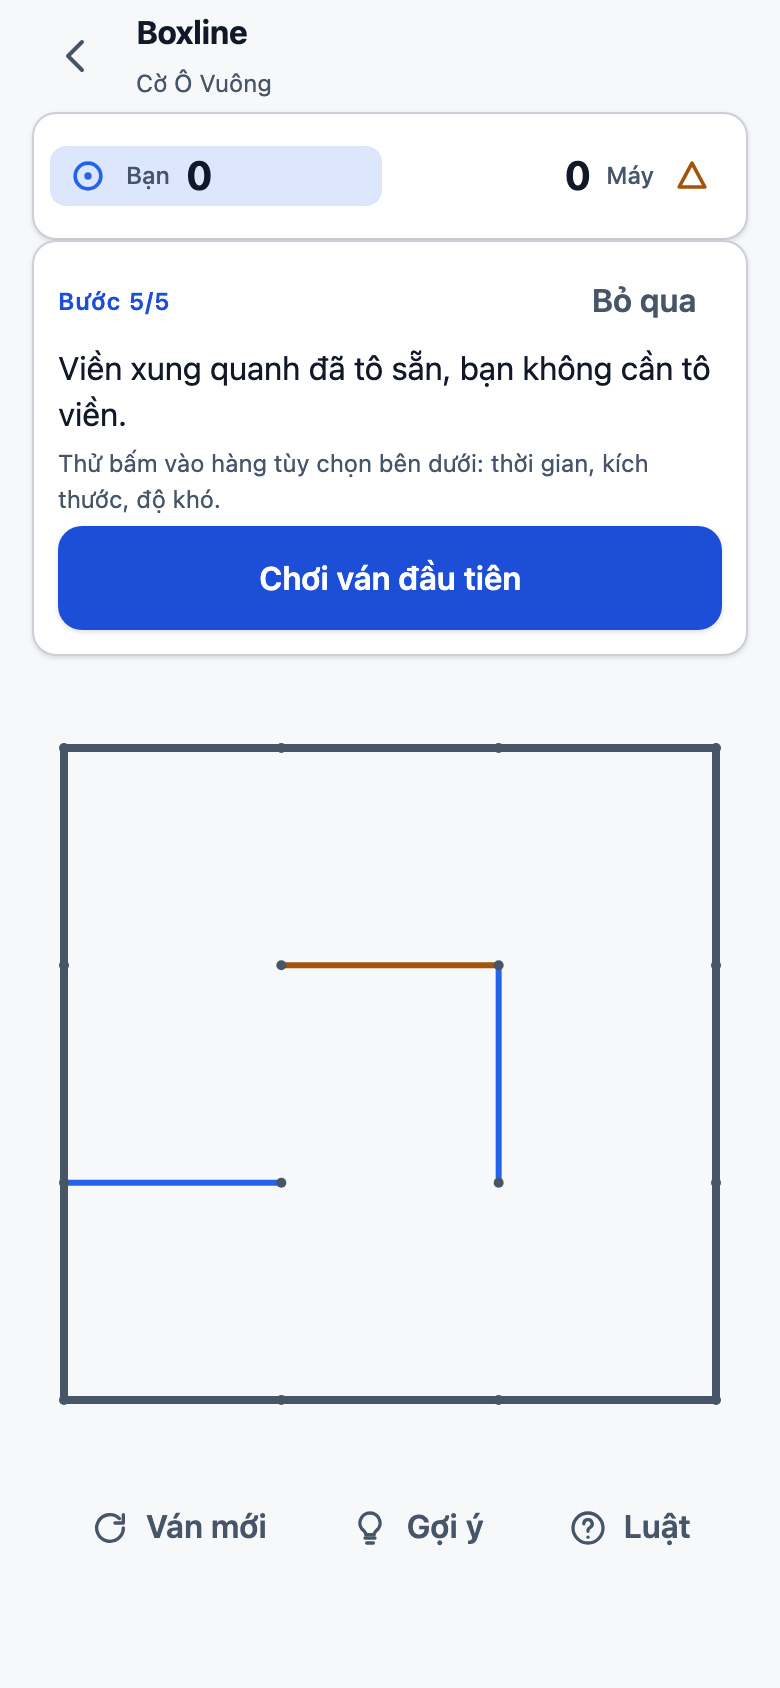 Boxline
Cờ Ô Vuông
Bạn 0
0 Máy
Bước 5/5
Bỏ qua
Viền xung quanh đã tô sẵn, bạn không cần tô
viền.
Thử bấm vào hàng tùy chọn bên dưới: thời gian, kích
thước, độ khó.
Chơi ván đầu tiên
Ván mới
Gợi ý
Luật